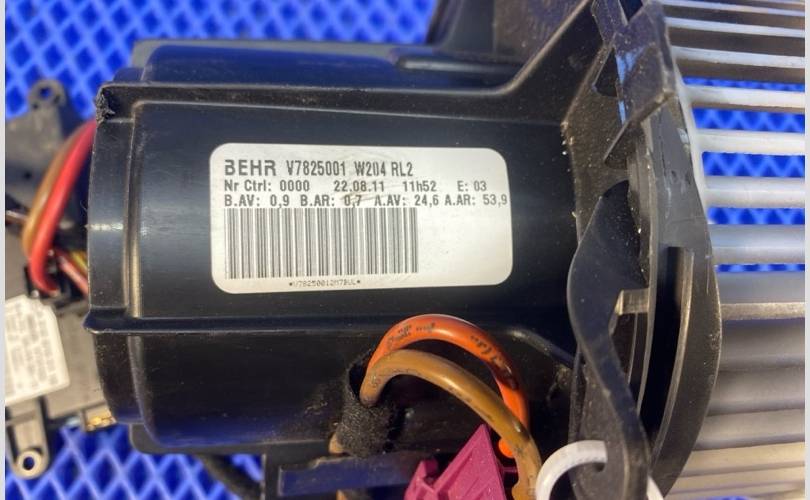 BEHR V7825001 W204 RL2
Nr Ctrl: 0000 22.08.11 11h52 E: 03
B.AV: 0,9 B.AR: 0,7 A.AV: 24,6 A.AR: 53,9